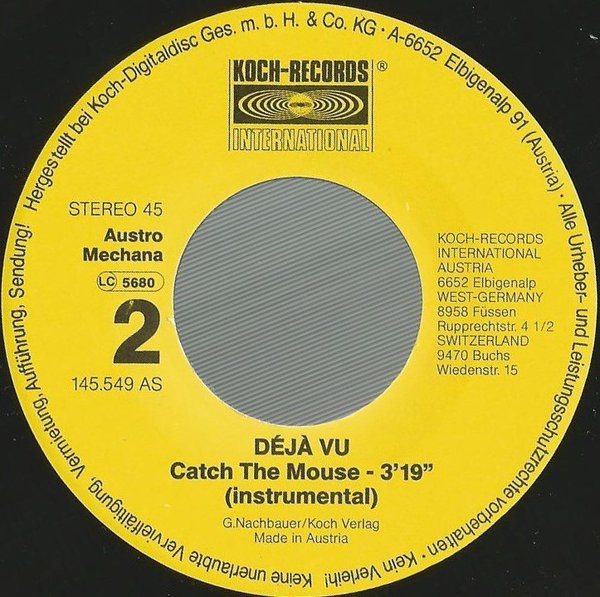 Hergestellt bei Koch-Digitaldisc Ges. m. b. H. & Co. KG · A-6652 Elbigenalp 91 (Austria) · Alle Urheber- und Leistungsschutzrechte vorbehalten · Kein Verleih! Keine unerlaubte Vervielfältigung, Vermietung, Aufführung, Sendung!
KOCH-RECORDS ®
INTERNATIONAL
STEREO 45
Austro
Mechana
LC 5680
2
145.549 AS
KOCH-RECORDS
INTERNATIONAL
AUSTRIA
6652 Elbigenalp
WEST-GERMANY
8958 Füssen
Rupprechtstr. 4 1/2
SWITZERLAND
9470 Buchs
Wiedenstr. 15
DÉJÀ VU
Catch The Mouse - 3’19”
(instrumental)
G.Nachbauer/Koch Verlag
Made in Austria